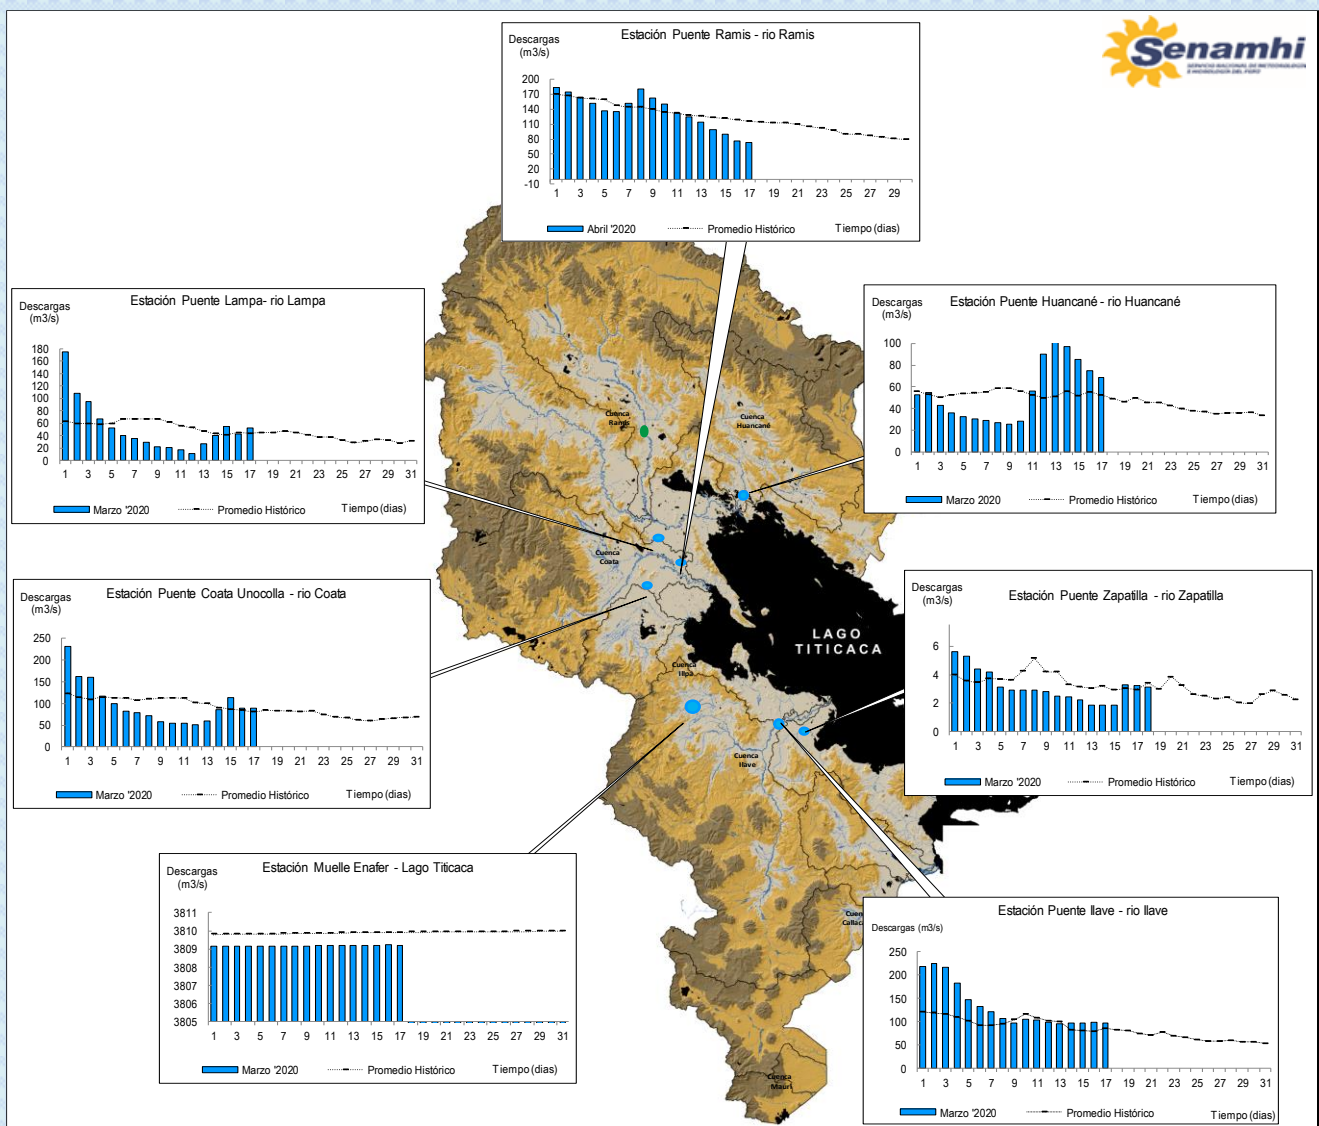 Senamhi
SERVICIO NACIONAL DE METEOROLOGÍA
E HIDROLOGÍA DEL PERÚ
Estación Puente Ramis - rio Ramis
Descargas
(m3/s)
200
170
140
110
80
50
20
-10
1 3 5 7 9 11 13 15 17 19 21 23 25 27 29
Abril '2020 Promedio Histórico Tiempo (dias)
Estación Puente Lampa- rio Lampa
Descargas
(m3/s)
180
160
140
120
100
80
60
40
20
0
1 3 5 7 9 11 13 15 17 19 21 23 25 27 29 31
Marzo '2020 Promedio Histórico Tiempo (dias)
Estación Puente Huancané - rio Huancané
Descargas
(m3/s)
100
80
60
40
20
0
1 3 5 7 9 11 13 15 17 19 21 23 25 27 29 31
Marzo 2020 Promedio Histórico Tiempo (dias)
Cuenca
Ramis
Cuenca
Huancané
Cuenca
Coata
LAGO
TITICACA
Cuenca
Illpa
Cuenca
Ilave
Cuenca
Mauri
Estación Puente Coata Unocolla - rio Coata
Descargas
(m3/s)
250
200
150
100
50
0
1 3 5 7 9 11 13 15 17 19 21 23 25 27 29 31
Marzo '2020 Promedio Histórico Tiempo (dias)
Estación Puente Zapatilla - rio Zapatilla
Descargas
(m3/s)
6
4
2
0
1 3 5 7 9 11 13 15 17 19 21 23 25 27 29 31
Marzo '2020 Promedio Histórico Tiempo (dias)
Estación Muelle Enafer - Lago Titicaca
Descargas
(m3/s)
3811
3810
3809
3808
3807
3806
3805
1 3 5 7 9 11 13 15 17 19 21 23 25 27 29 31
Marzo '2020 Promedio Histórico Tiempo (dias)
Estación Puente Ilave - rio Ilave
Descargas (m3/s)
250
200
150
100
50
0
1 3 5 7 9 11 13 15 17 19 21 23 25 27 29 31
Marzo '2020 Promedio Histórico Tiempo (dias)